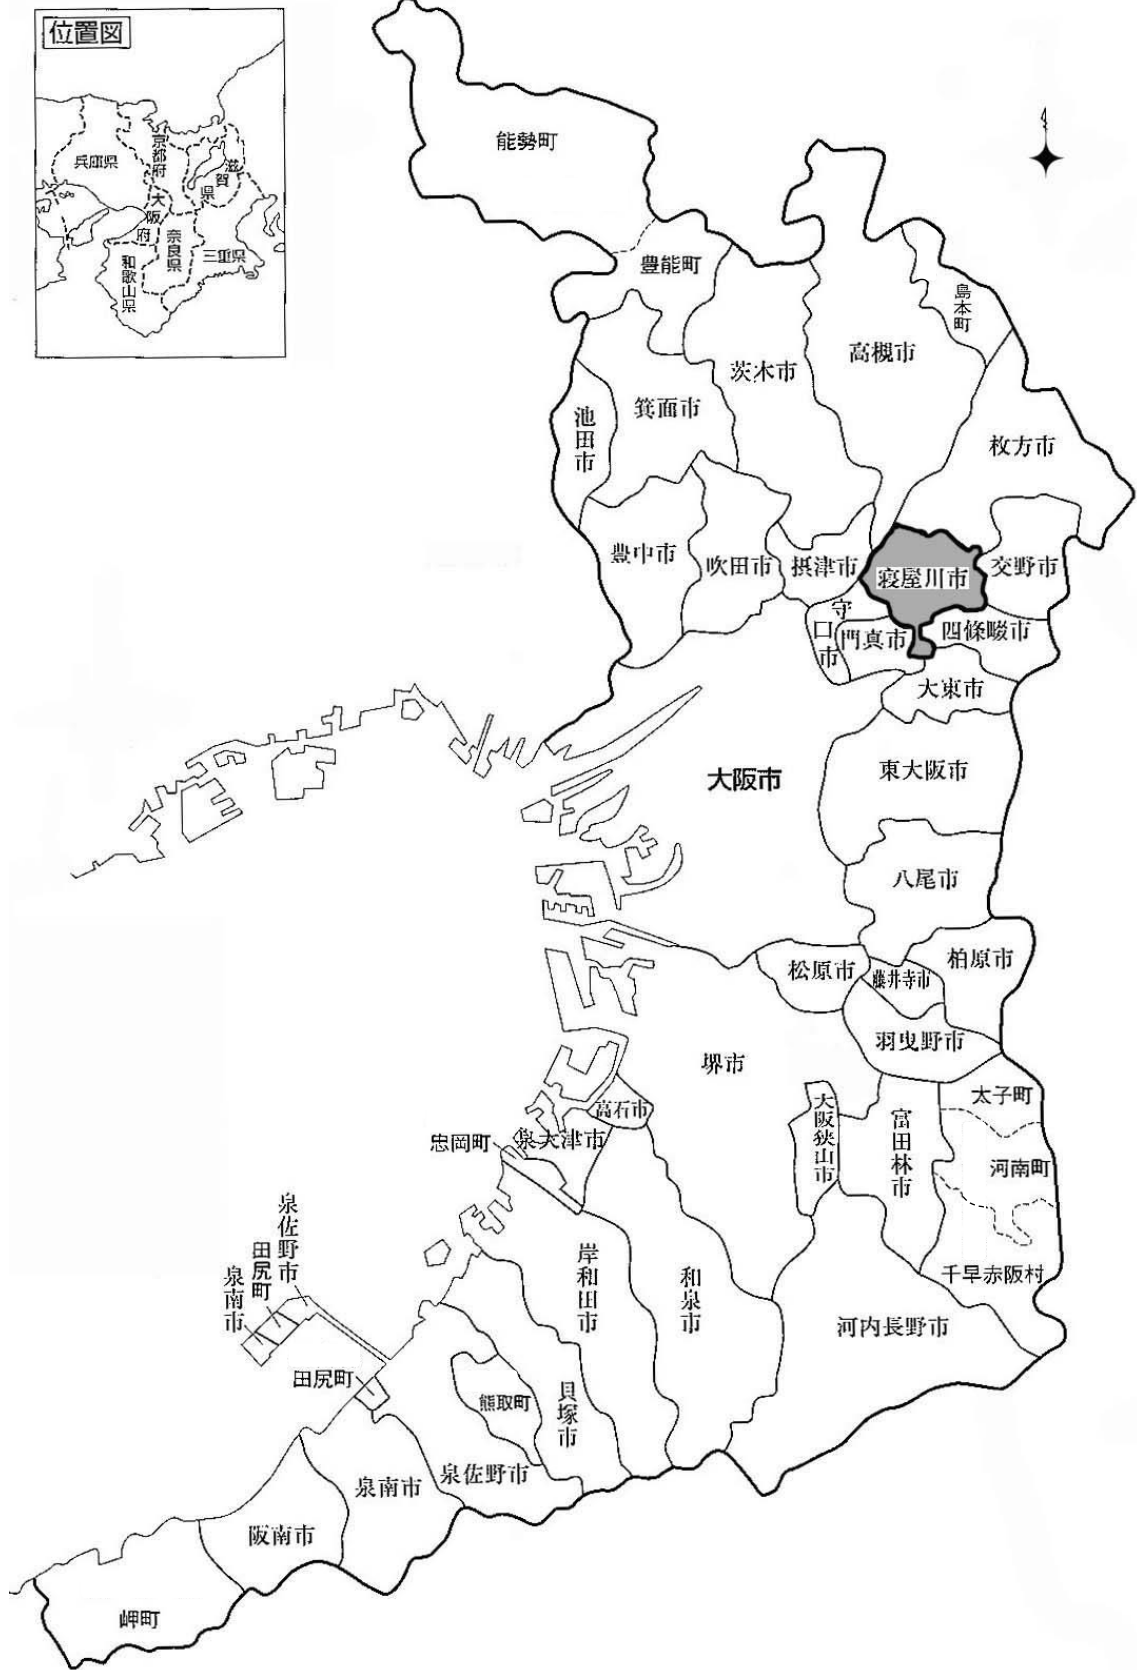 位置図
兵庫県
京都府
滋賀県
大阪府
奈良県
三重県
和歌山県
能勢町
豊能町
島本町
高槻市
茨木市
箕面市
池田市
枚方市
豊中市
吹田市
摂津市
寝屋川市
交野市
守口市
門真市
四條畷市
大東市
大阪市
東大阪市
八尾市
柏原市
松原市
藤井寺市
羽曳野市
堺市
太子町
高石市
大阪狭山市
富田林市
泉大津市
忠岡町
河南町
千早赤阪村
泉佐野市
田尻町
泉南市
岸和田市
和泉市
河内長野市
田尻町
熊取町
貝塚市
泉佐野市
泉南市
阪南市
岬町